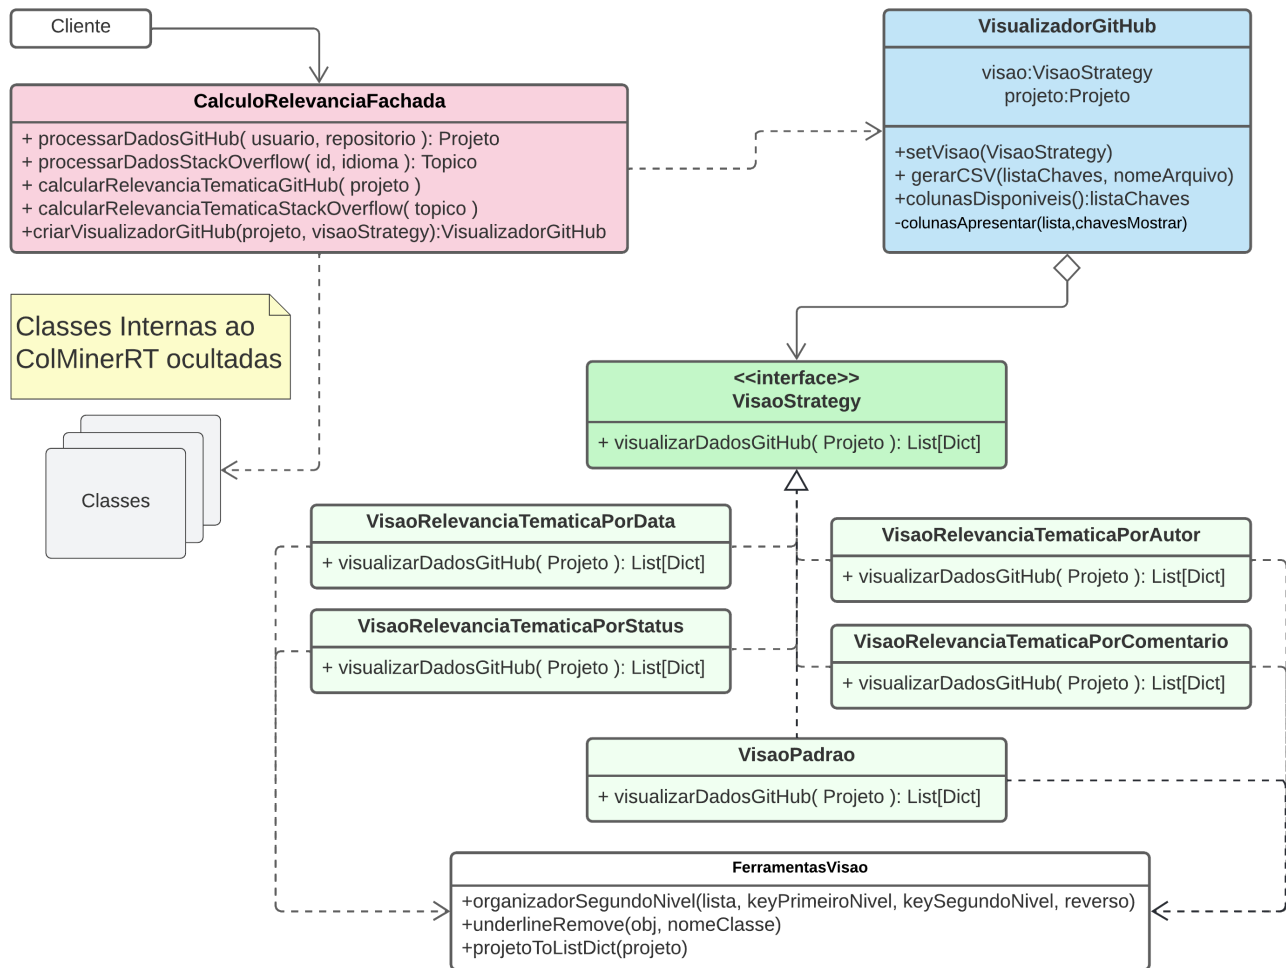 Cliente
CalculoRelevanciaFachada
+ processarDadosGitHub( usuario, repositorio ): Projeto
+ processarDadosStackOverflow( id, idioma ): Topico
+ calcularRelevanciaTematicaGitHub( projeto )
+ calcularRelevanciaTematicaStackOverflow( topico )
+criarVisualizadorGitHub(projeto, visaoStrategy):VisualizadorGitHub
VisualizadorGitHub
visao:VisaoStrategy
projeto:Projeto
+setVisao(VisaoStrategy)
+ gerarCSV(listaChaves, nomeArquivo)
+colunasDisponiveis():listaChaves
-colunasApresentar(lista,chavesMostrar)
Classes Internas ao
ColMinerRT ocultadas
Classes
<<interface>>
VisaoStrategy
+ visualizarDadosGitHub( Projeto ): List[Dict]
VisaoRelevanciaTematicaPorData
+ visualizarDadosGitHub( Projeto ): List[Dict]
VisaoRelevanciaTematicaPorAutor
+ visualizarDadosGitHub( Projeto ): List[Dict]
VisaoRelevanciaTematicaPorStatus
+ visualizarDadosGitHub( Projeto ): List[Dict]
VisaoRelevanciaTematicaPorComentario
+ visualizarDadosGitHub( Projeto ): List[Dict]
VisaoPadrao
+ visualizarDadosGitHub( Projeto ): List[Dict]
FerramentasVisao
+organizadorSegundoNivel(lista, keyPrimeiroNivel, keySegundoNivel, reverso)
+underlineRemove(obj, nomeClasse)
+projetoToListDict(projeto)